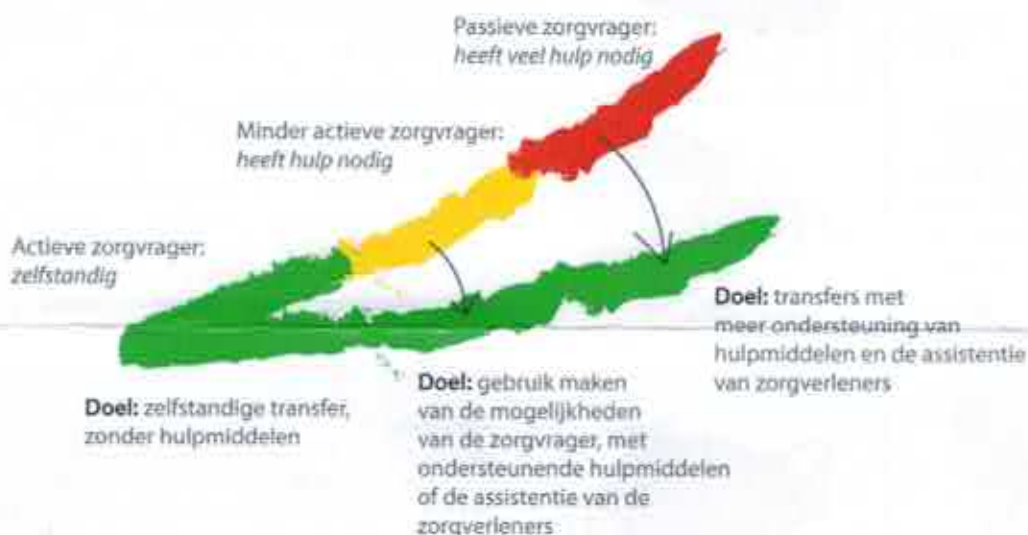 Passieve zorgvrager:
heeft veel hulp nodig
Minder actieve zorgvrager:
heeft hulp nodig
Actieve zorgvrager:
zelfstandig
Doel: transfers met
meer ondersteuning van
hulpmiddelen en de assistentie
van zorgverleners
Doel: zelfstandige transfer,
zonder hulpmiddelen
Doel: gebruik maken
van de mogelijkheden
van de zorgvrager, met
ondersteunende hulpmiddelen
of de assistentie van de
zorgverleners